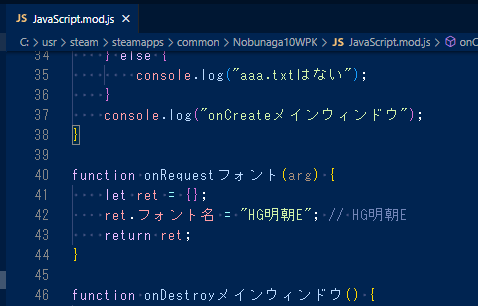 JS JavaScript.mod.js ×
C: > usr > steam > steamapps > common > Nobunaga10WPK > JS JavaScript.mod.js > onC
34 } else {
35 console.log("aaa.txtはない");
36 }
37 console.log("onCreateメインウィンドウ");
38 }
39
40 function onRequestフォント(arg) {
41 let ret = {};
42 ret.フォント名 = "HG明朝E"; // HG明朝E
43 return ret;
44 }
45
46 function onDestroyメインウィンドウ() {